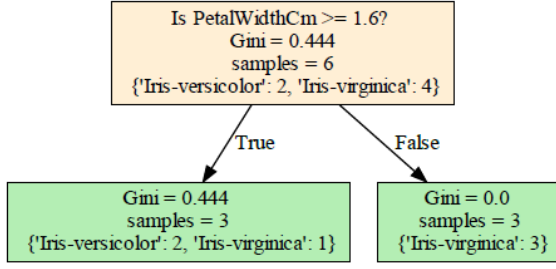 Is PetalWidthCm >= 1.6?
Gini = 0.444
samples = 6
{'Iris-versicolor': 2, 'Iris-virginica': 4}
True
False
Gini = 0.444
samples = 3
{'Iris-versicolor': 2, 'Iris-virginica': 1}
Gini = 0.0
samples = 3
{'Iris-virginica': 3}